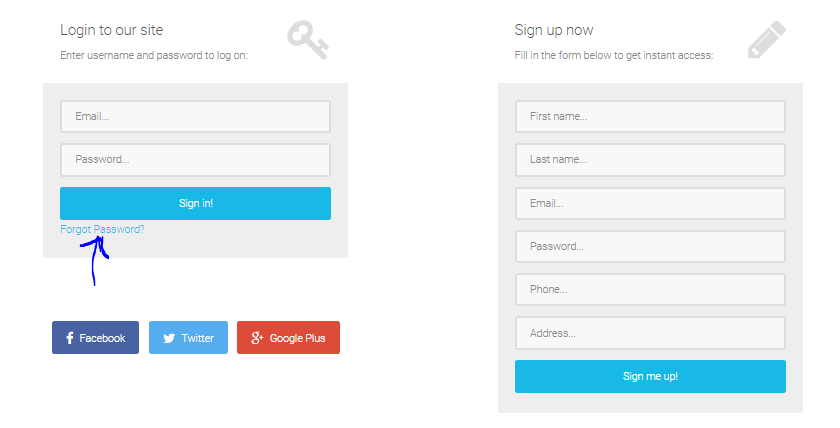 Login to our site
Enter username and password to log on:
Email...
Password...
Sign in!
Forgot Password?
Facebook
Twitter
Google Plus
Sign up now
Fill in the form below to get instant access:
First name...
Last name...
Email...
Password...
Phone...
Address...
Sign me up!